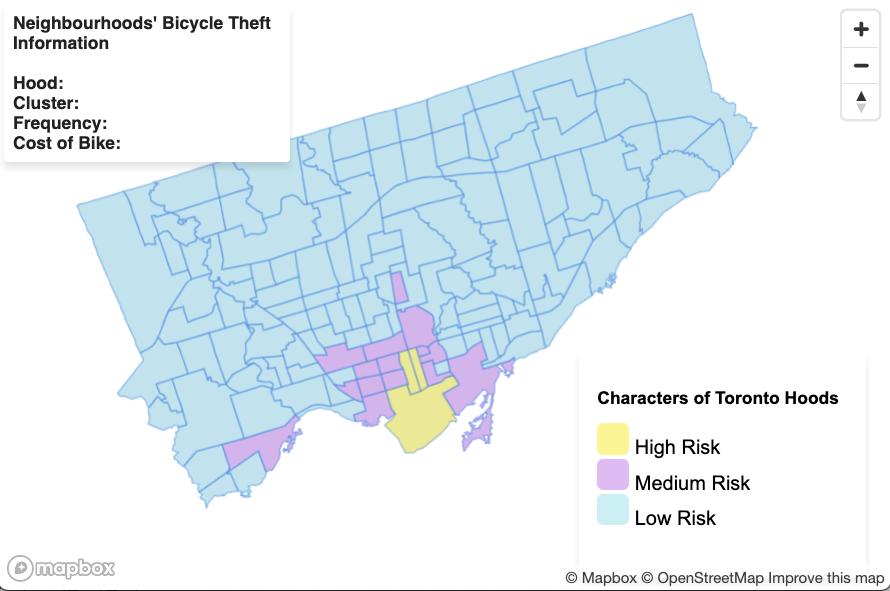 Neighbourhoods' Bicycle Theft
Information
Hood:
Cluster:
Frequency:
Cost of Bike:
Characters of Toronto Hoods
High Risk
Medium Risk
Low Risk
mapbox
© Mapbox © OpenStreetMap Improve this map